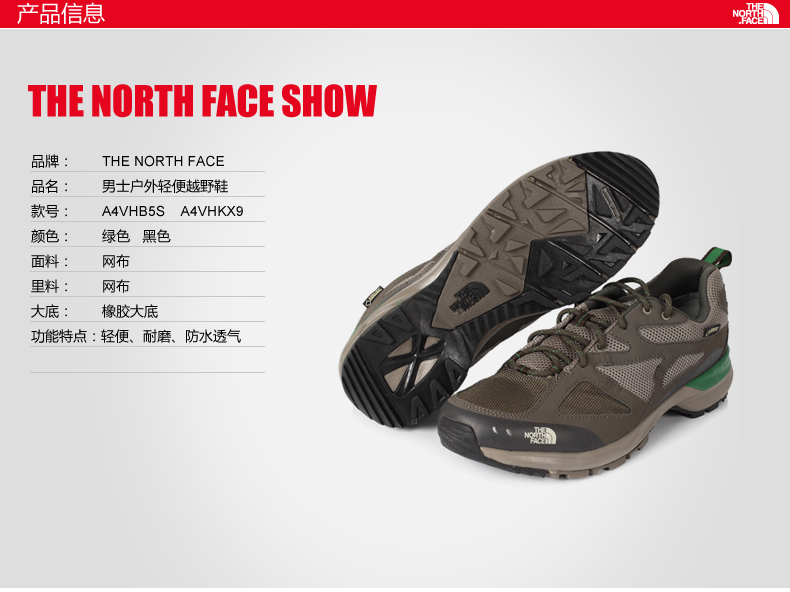 产品信息
THE NORTH FACE
THE NORTH FACE SHOW
品牌： THE NORTH FACE
品名： 男士户外轻便越野鞋
款号： A4VHB5S A4VHKX9
颜色： 绿色 黑色
面料： 网布
里料： 网布
大底： 橡胶大底
功能特点：轻便、耐磨、防水透气
THE NORTH FACE